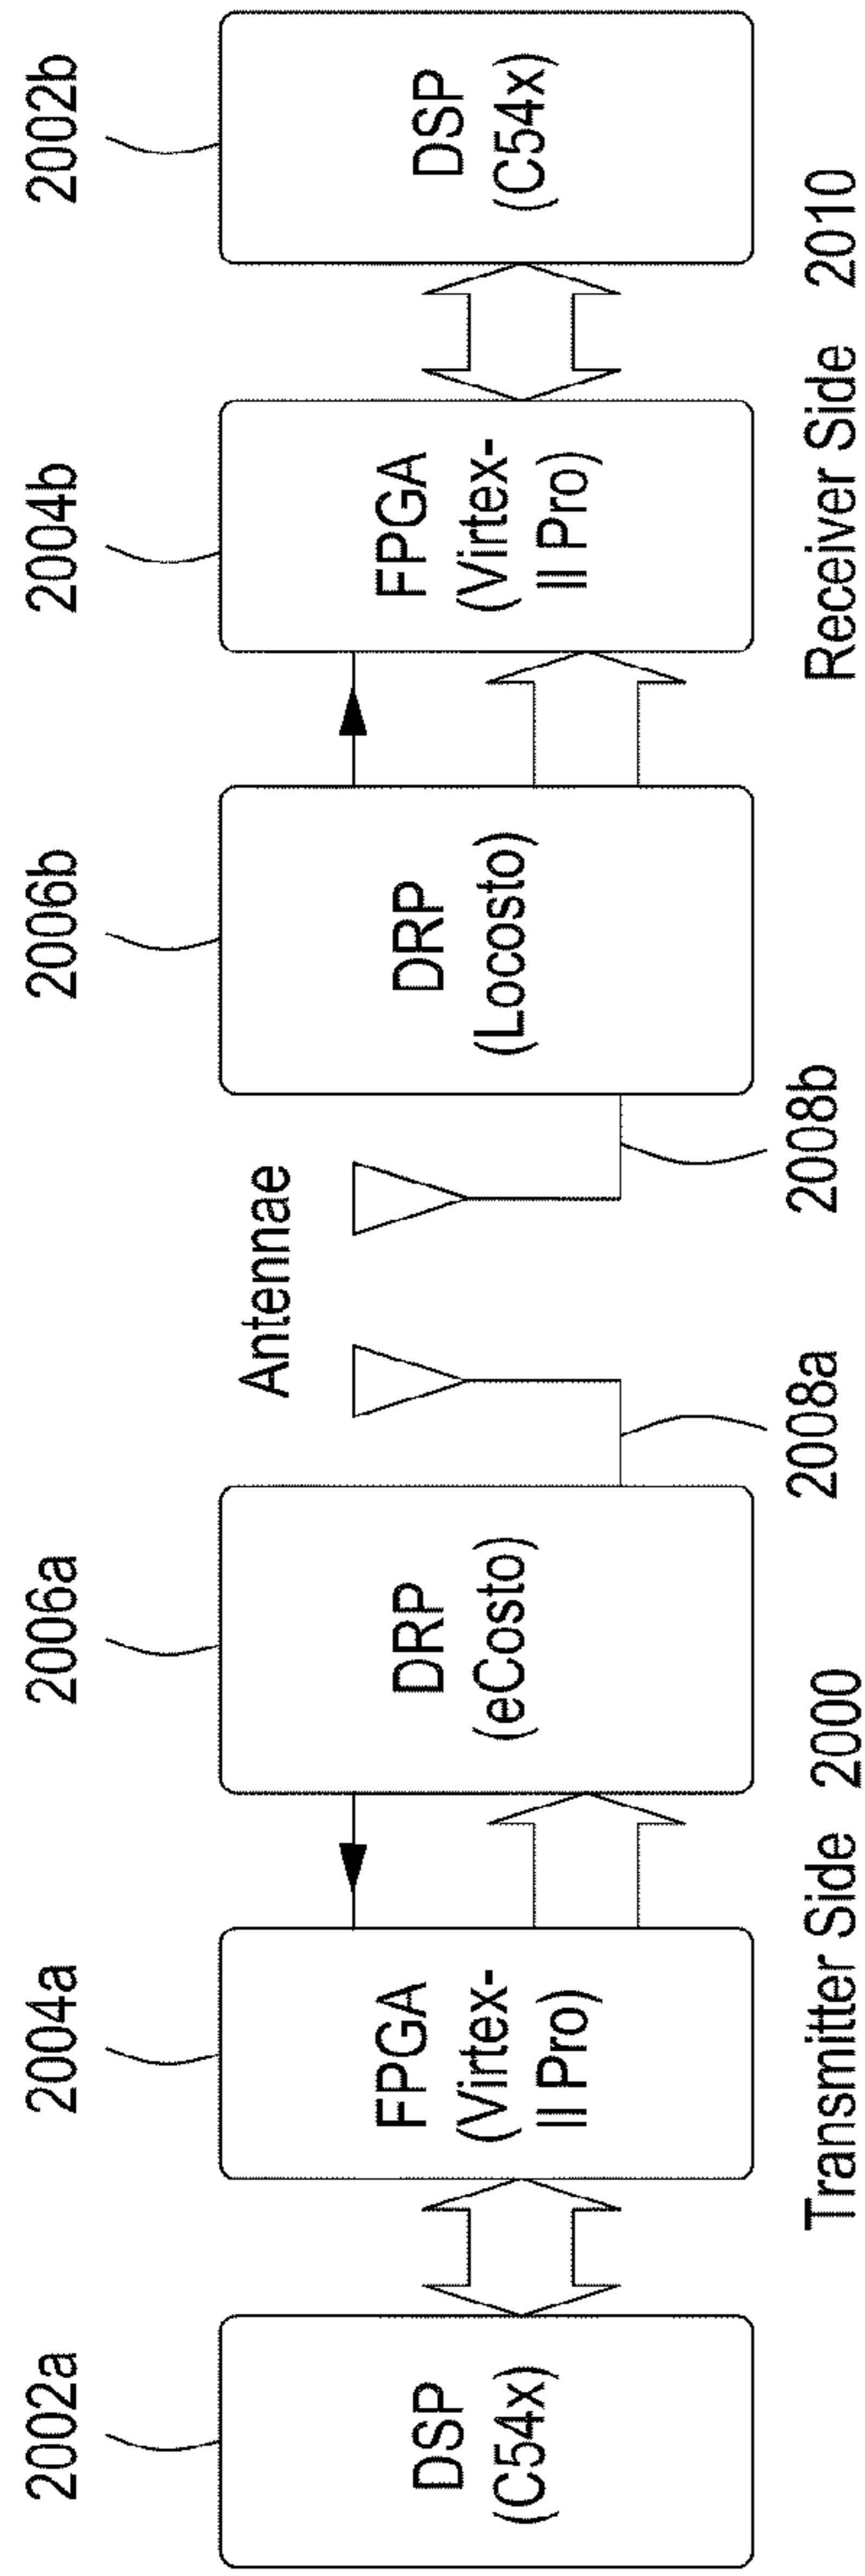 2002a
2004a
2006a
2006b
2004b
2002b
Antennae
DSP
(C54x)
FPGA
(Virtex-
II Pro)
DRP
(eCosto)
DRP
(Locosto)
FPGA
(Virtex-
II Pro)
DSP
(C54x)
2008a
2008b
Transmitter Side 2000
Receiver Side 2010